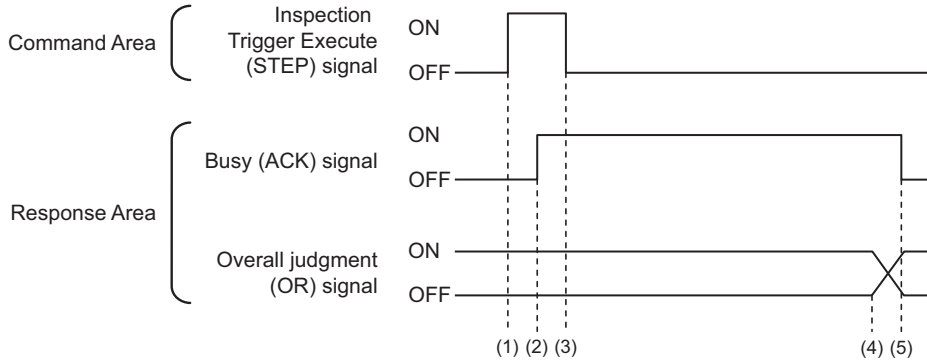 Command Area
Inspection
Trigger Execute
(STEP) signal
ON
OFF
Response Area
Busy (ACK) signal
ON
OFF
Overall judgment
(OR) signal
ON
OFF
(1) (2) (3) (4) (5)